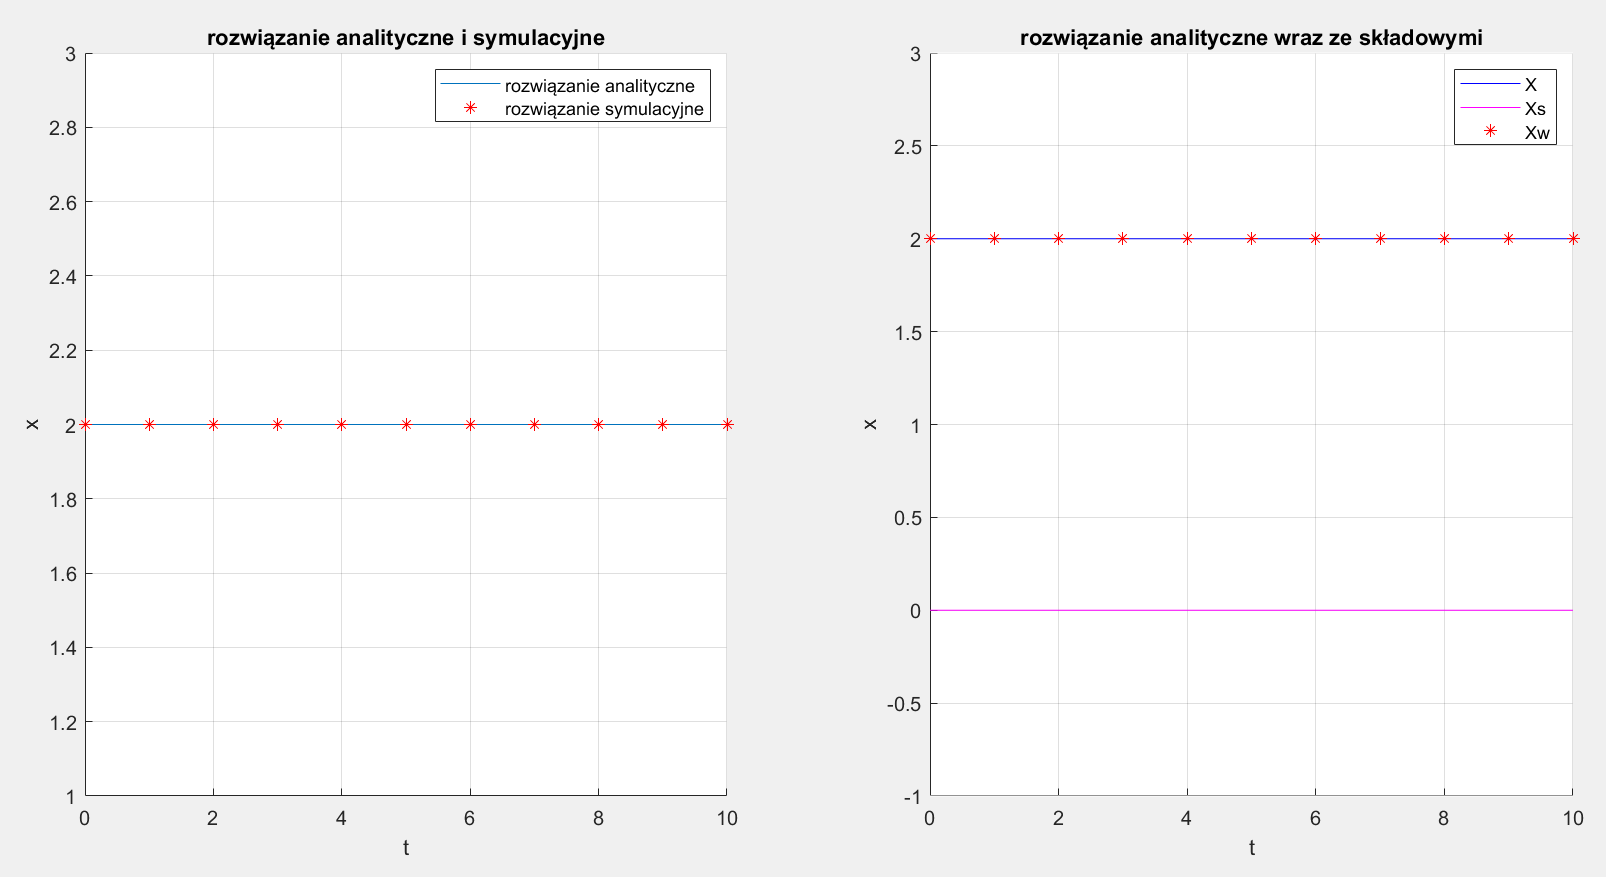 rozwiązanie analityczne i symulacyjne
3
2.8
2.6
2.4
2.2
2
1.8
1.6
1.4
1.2
1
x
0
2
4
6
8
10
t
rozwiązanie analityczne
rozwiązanie symulacyjne
rozwiązanie analityczne wraz ze składowymi
3
2.5
2
1.5
1
0.5
0
-0.5
-1
x
0
2
4
6
8
10
t
X
Xs
Xw